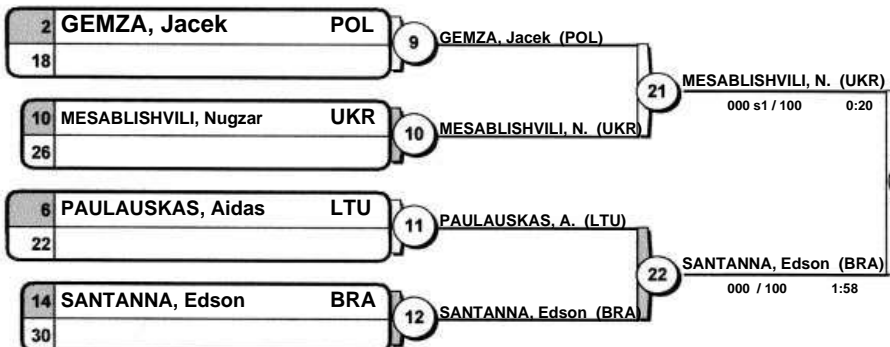 2 GEMZA, Jacek POL
18
9
GEMZA, Jacek (POL)
10 MESABLISHVILI, Nugzar UKR
26
10
MESABLISHVILI, N. (UKR)
21
MESABLISHVILI, N. (UKR)
000 s1 / 100 0:20
6 PAULAUSKAS, Aidas LTU
22
11
PAULAUSKAS, A. (LTU)
14 SANTANNA, Edson BRA
30
12
SANTANNA, Edson (BRA)
22
SANTANNA, Edson (BRA)
000 / 100 1:58